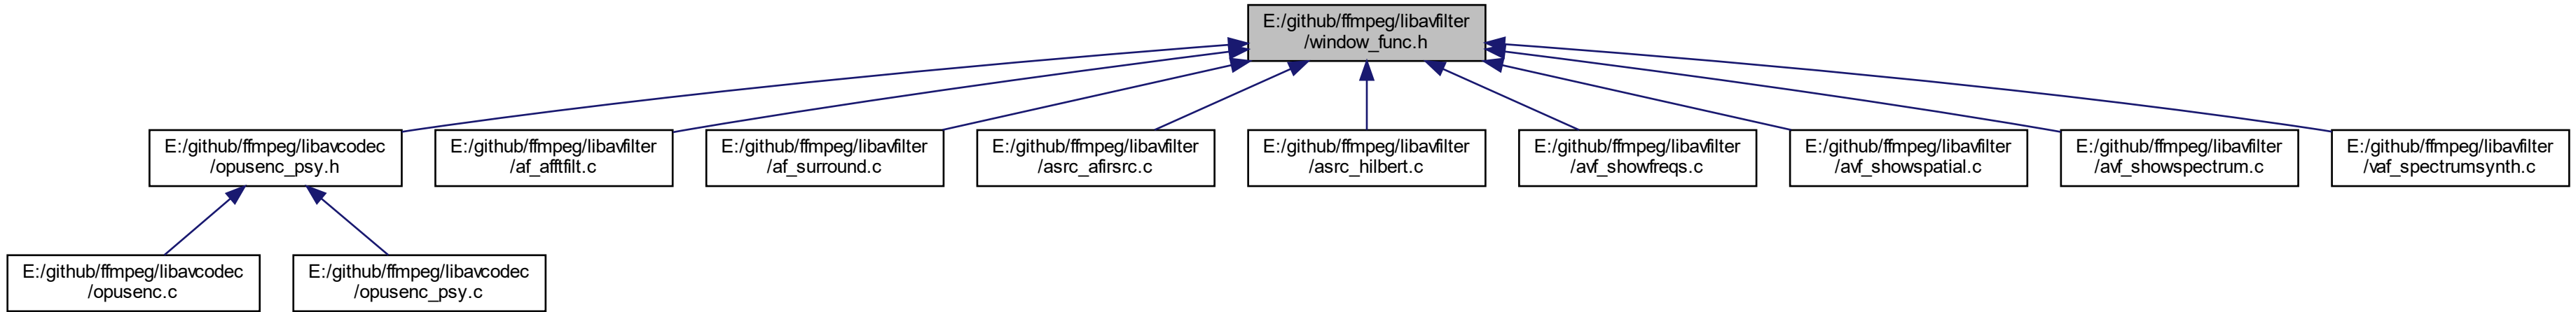 E:/github/ffmpeg/libavfilter
/window_func.h
E:/github/ffmpeg/libavcodec
/opusenc_psy.h
E:/github/ffmpeg/libavfilter
/af_afftfilt.c
E:/github/ffmpeg/libavfilter
/af_surround.c
E:/github/ffmpeg/libavfilter
/asrc_afirsrc.c
E:/github/ffmpeg/libavfilter
/asrc_hilbert.c
E:/github/ffmpeg/libavfilter
/avf_showfreqs.c
E:/github/ffmpeg/libavfilter
/avf_showspatial.c
E:/github/ffmpeg/libavfilter
/avf_showspectrum.c
E:/github/ffmpeg/libavfilter
/vaf_spectrumsynth.c
E:/github/ffmpeg/libavcodec
/opusenc.c
E:/github/ffmpeg/libavcodec
/opusenc_psy.c